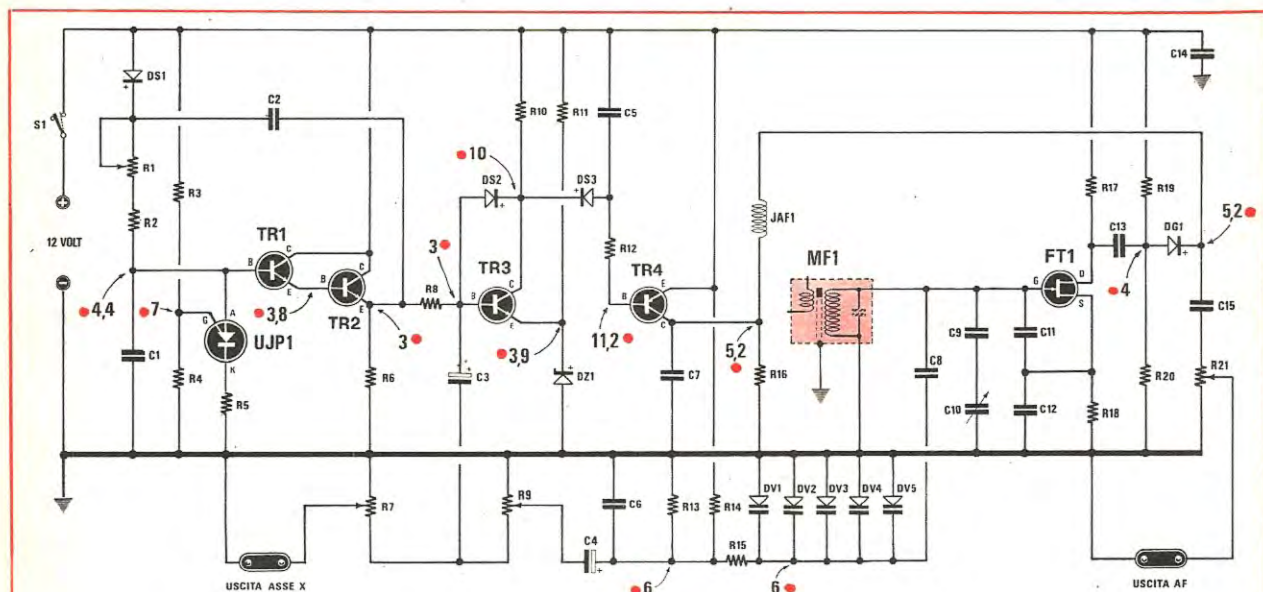 C14
DS1
C2
S1
R10
R11
C5
R1
R17
R19
10
R3
DS2
DS3
JAF1
C13
DG1
5,2
R2
12 VOLT
TR1
3
R12
MF1
FT1
C
B
E
TR2
C
B
E
R8
TR3
C
B
E
TR4
E
B
C
G
D
S
4
4,4
7
3,8
3
3,9
11,2
5,2
G
A
K
UJP1
C1
R4
R5
R6
C3
DZ1
C7
R16
C8
C9
C10
C11
C12
R18
R20
C15
R21
R7
R9
C6
R13
R14
DV1
DV2
DV3
DV4
DV5
C4
R15
6
6
USCITA ASSE X
USCITA AF